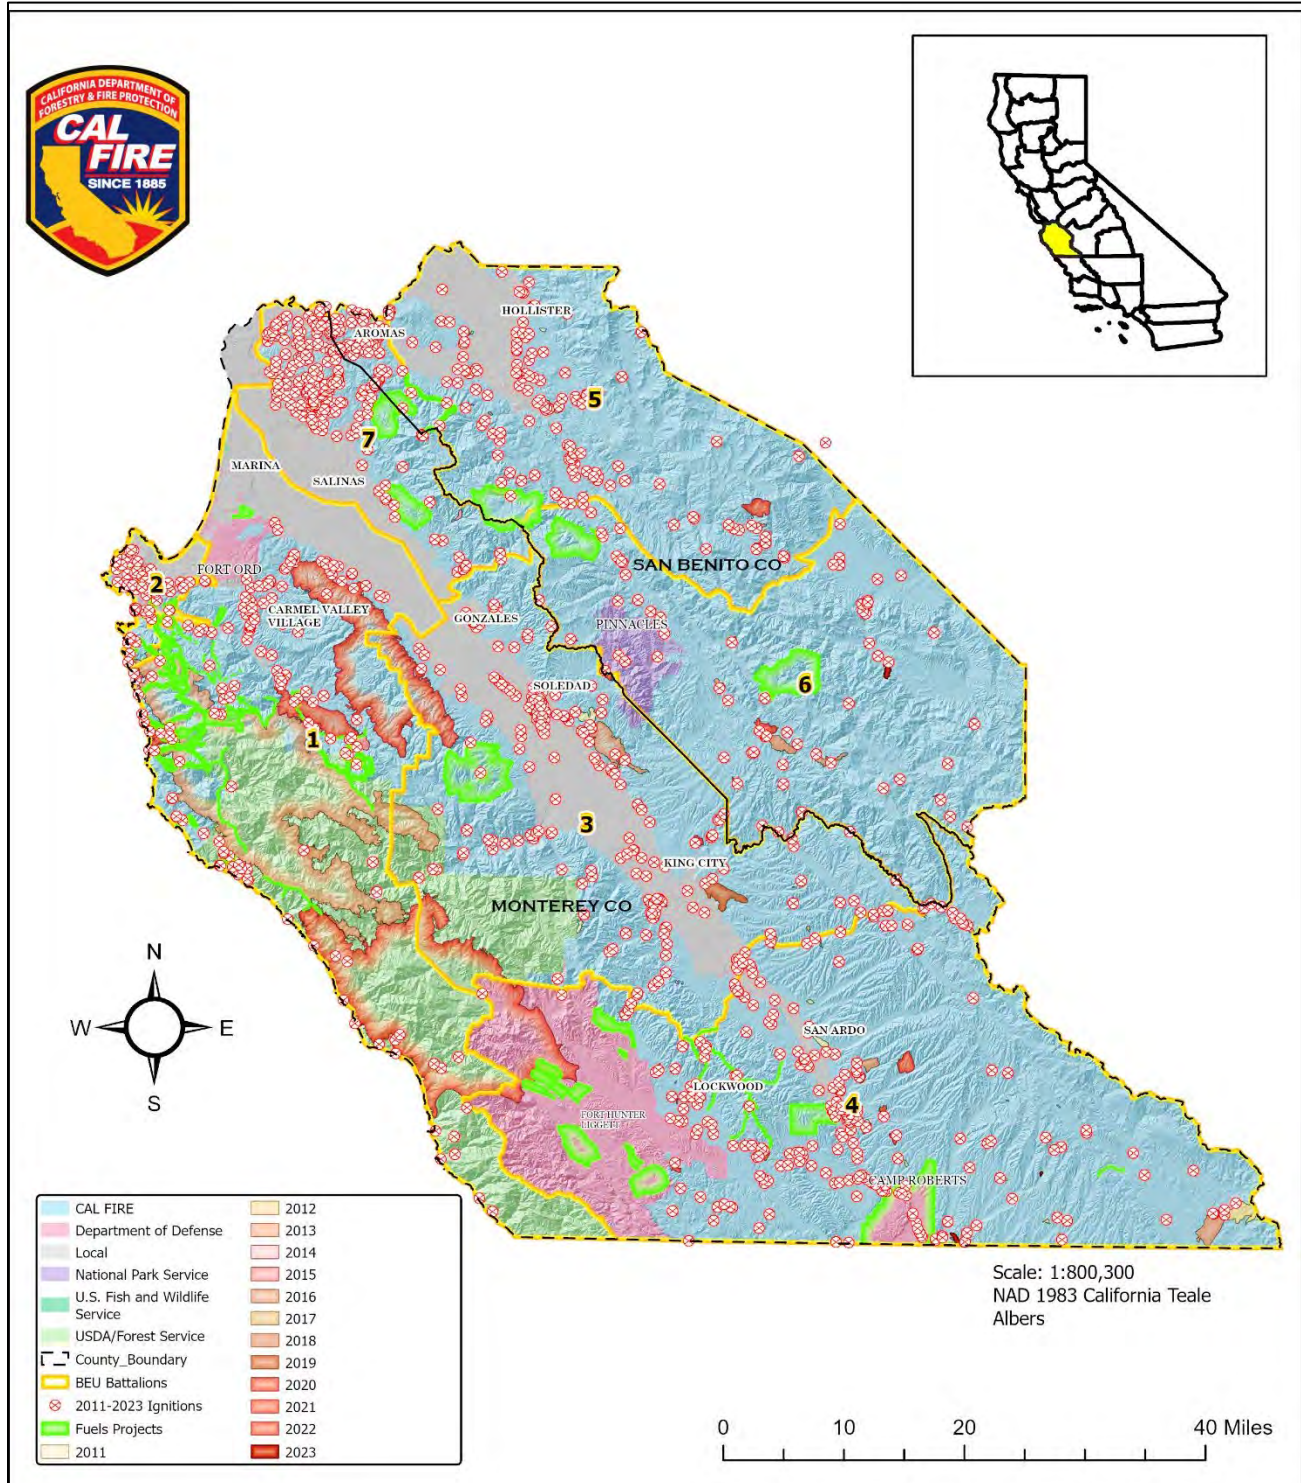 CALIFORNIA DEPARTMENT OF
FORESTRY & FIRE PROTECTION
CAL
FIRE
SINCE 1885
HOLLISTER
AROMAS
5
7
MARINA
SALINAS
SAN BENITO CO
FORT ORD
2
CARMEL VALLEY
VILLAGE
GONZALES
PINNACLES
6
SOLEDAD
1
3
KING CITY
MONTEREY CO
N
W
E
S
SAN ARDO
LOCKWOOD
4
FORT HUNTER
LIGGETT
CAMP ROBERTS
CAL FIRE
Department of Defense
Local
National Park Service
U.S. Fish and Wildlife
Service
USDA/Forest Service
County_Boundary
BEU Battalions
2011-2023 Ignitions
Fuels Projects
2011
2012
2013
2014
2015
2016
2017
2018
2019
2020
2021
2022
2023
Scale: 1:800,300
NAD 1983 California Teale
Albers
0 10 20 40 Miles